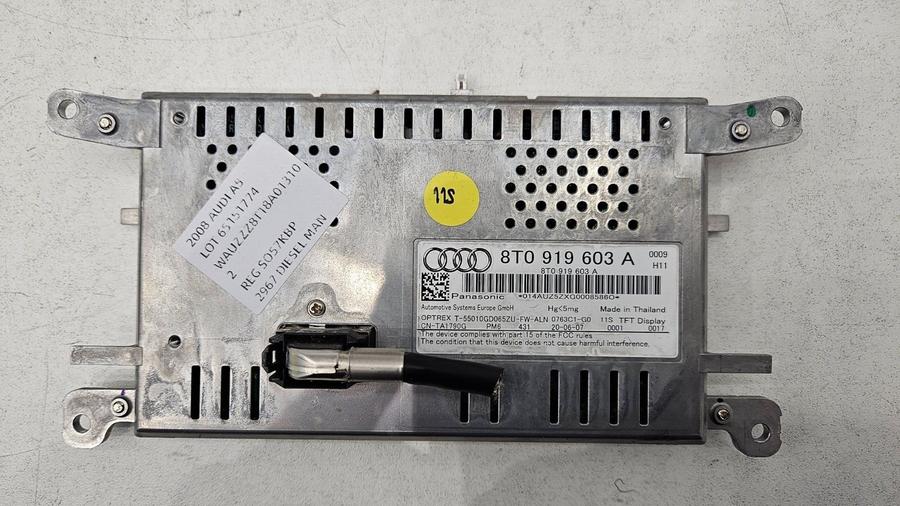 2008 AUDI A5
LOT 65151774
WAUZZZ8T18A01310
2
REG SO57KBP
2967 DIESEL MAN
11S
8T0 919 603 A
0009
8T0 919 603 A
H11
Panasonic
*014AUZ5ZXG0008586O*
Automotive Systems Europe GmbH
Hg<5mg
Made in Thailand
OPTREX T-55010GD065ZU-FW-ALN 0763C1-G0 11S TFT Display
CN-TA1790G PM6 431 20-06-07 0001 0017
The device complies with part 15 of the FCC rules
The condition that this device does not cause harmful interference.